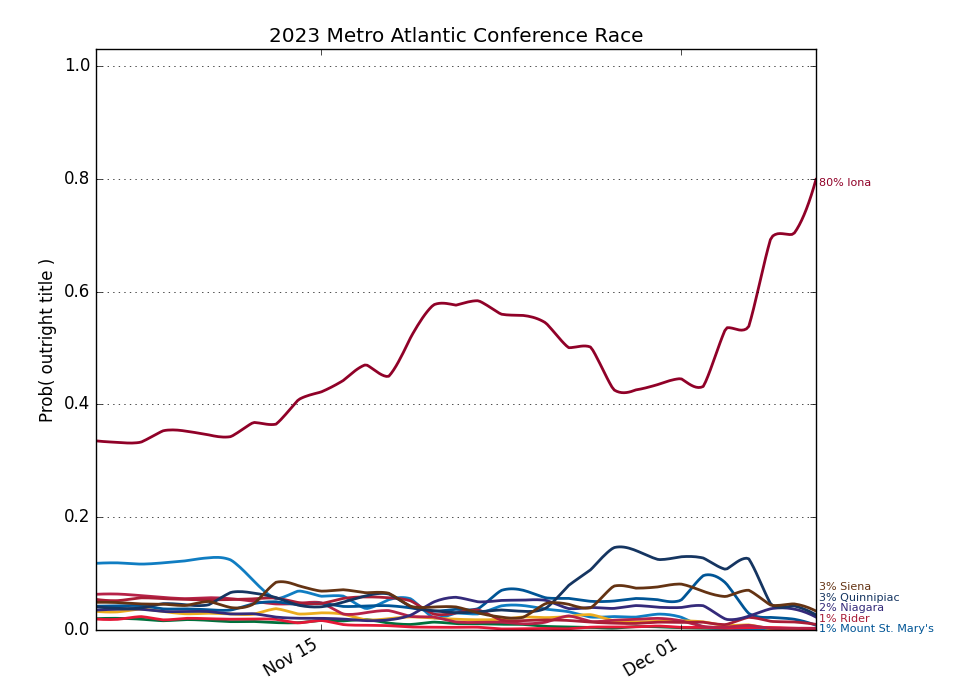 2023 Metro Atlantic Conference Race
Prob( outright title )
1.0
0.8
0.6
0.4
0.2
0.0
Nov 15
Dec 01
80% Iona
3% Siena
3% Quinnipiac
2% Niagara
1% Rider
1% Mount St. Mary's